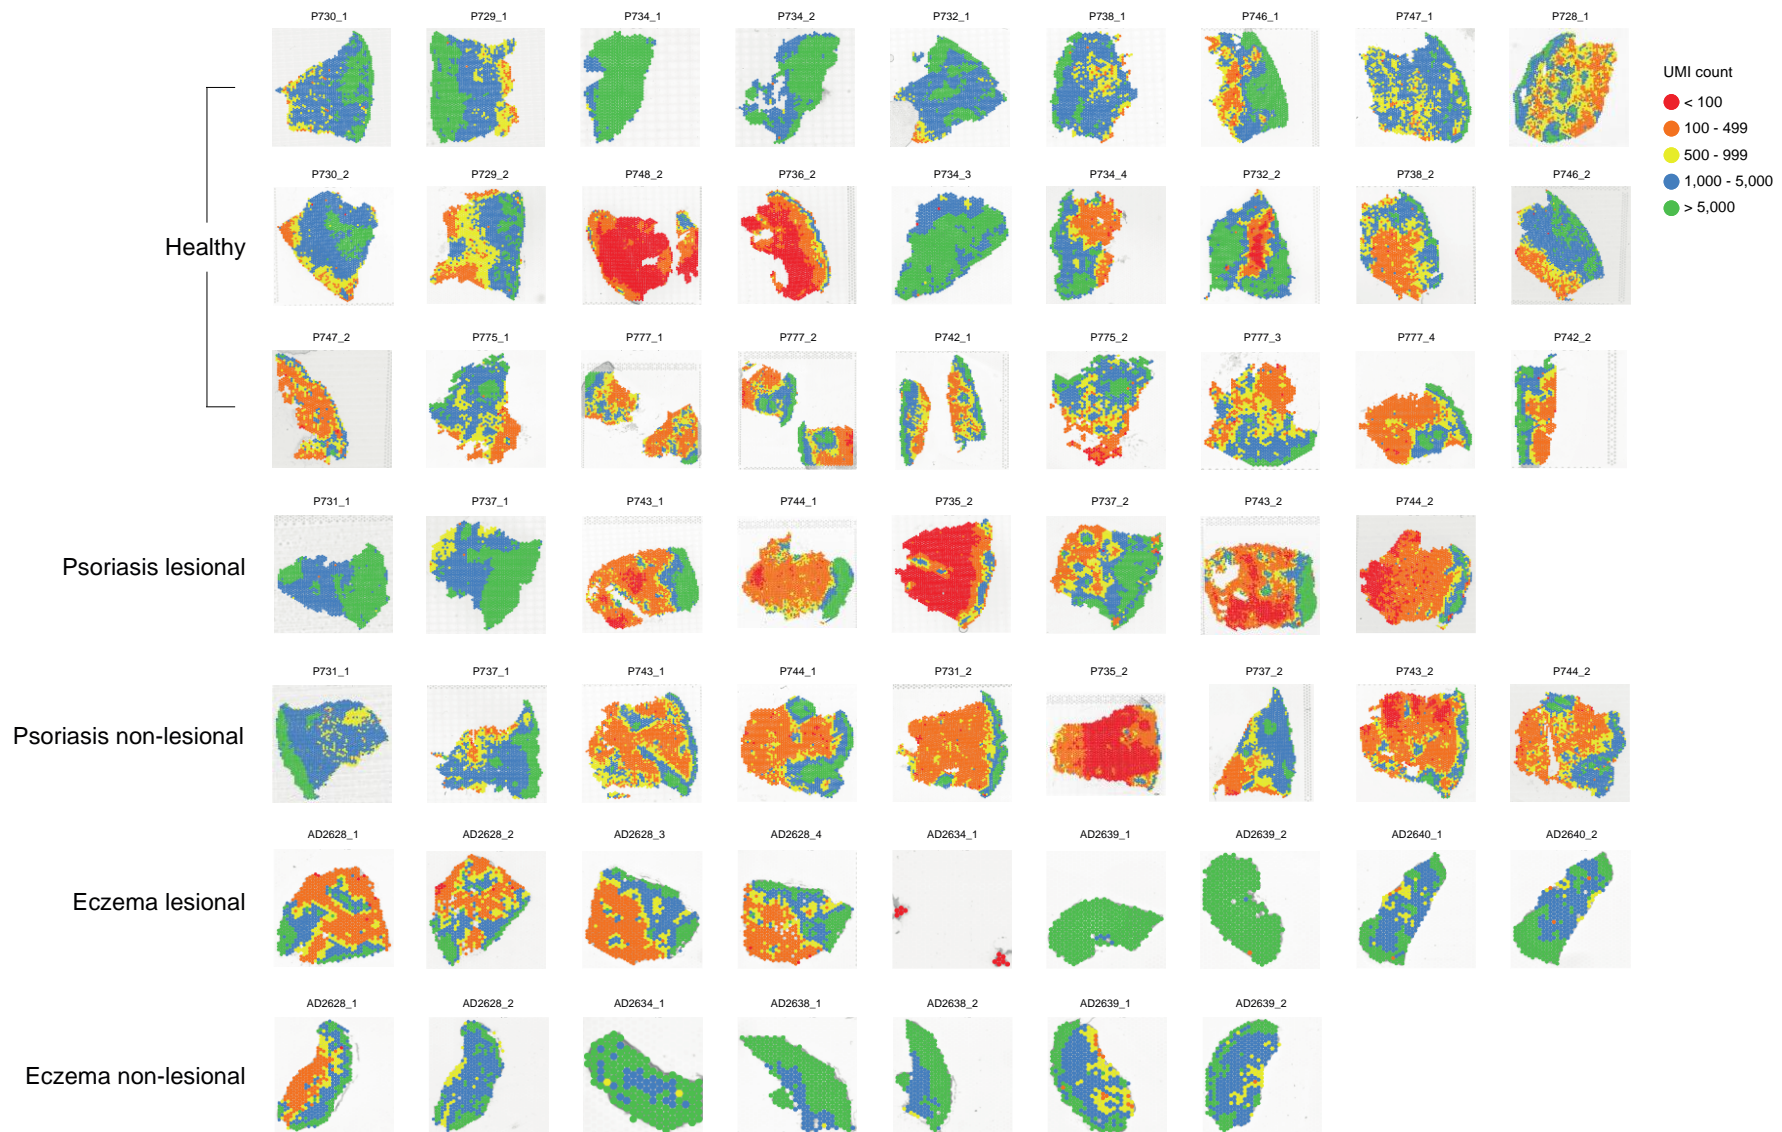 P730_1 P729_1 P734_1 P734_2 P732_1 P738_1 P746_1 P747_1 P728_1
UMI count
< 100
100 - 499
500 - 999
1,000 - 5,000
> 5,000
P730_2 P729_2 P748_2 P736_2 P734_3 P734_4 P732_2 P738_2 P746_2
Healthy
P747_2 P775_1 P777_1 P777_2 P742_1 P775_2 P777_3 P777_4 P742_2
P731_1 P737_1 P743_1 P744_1 P735_2 P737_2 P743_2 P744_2
Psoriasis lesional
P731_1 P737_1 P743_1 P744_1 P731_2 P735_2 P737_2 P743_2 P744_2
Psoriasis non-lesional
AD2628_1 AD2628_2 AD2628_3 AD2628_4 AD2634_1 AD2639_1 AD2639_2 AD2640_1 AD2640_2
Eczema lesional
AD2628_1 AD2628_2 AD2634_1 AD2638_1 AD2638_2 AD2639_1 AD2639_2
Eczema non-lesional